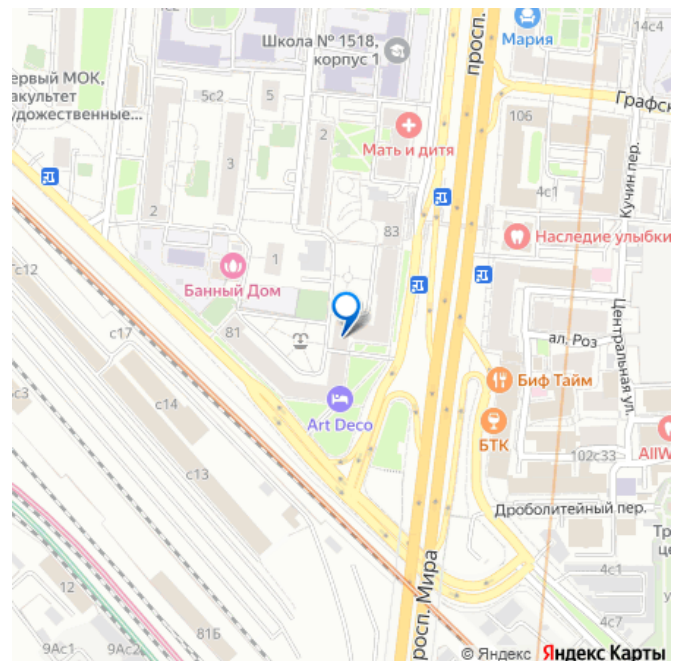 Мария
14с4
Школа № 1518,
корпус 1
просп.
ервый МОК,
акультет
удожественные...
5с2
5
2
Мать и дитя
106
Графск
4с1
Кучин пер.
3
2
83
Наследие улыбки
1
Банный Дом
с12
с17
81
ал. Роз
Центральная ул.
Биф Тайм
с3
с14
Art Deco
БТК
с13
102с33
AllW
Дроболитейный пер.
Тр
це
12
4с1
у
просп. Мира
81Б
9Ас1
9Ас2
4с7
© Яндекс Яндекс Карты